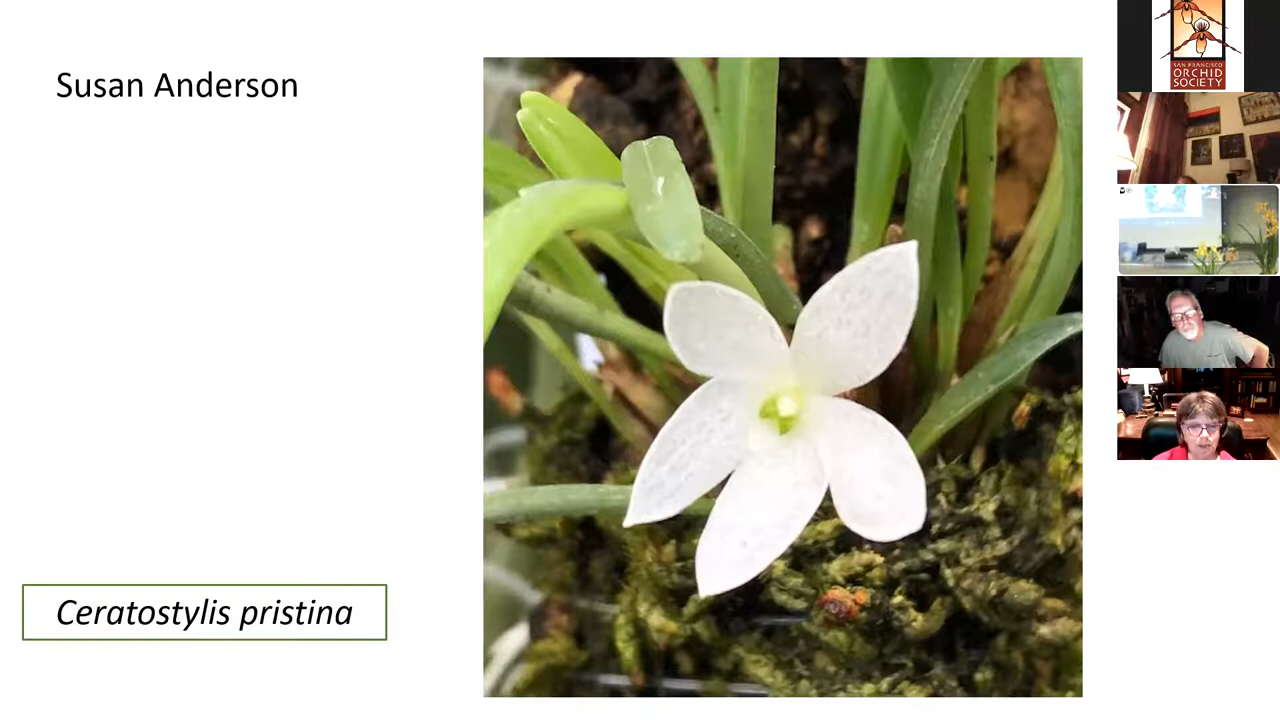 Susan Anderson
Ceratostylis pristina
SAN FRANCISCO
ORCHID
SOCIETY